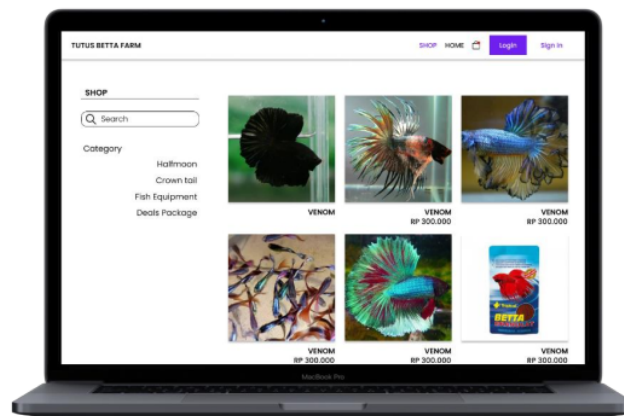 TUTUS BETTA FARM
SHOP HOME Login Sign in
SHOP
Search
Category
Halfmoon
Crown tail
Fish Equipment
Deals Package
VENOM
VENOM
RP 300.000
VENOM
RP 300.000
VENOM
RP 300.000
VENOM
RP 300.000
Tropical
BETTA
VENOM
RP 300.000
MacBook Pro